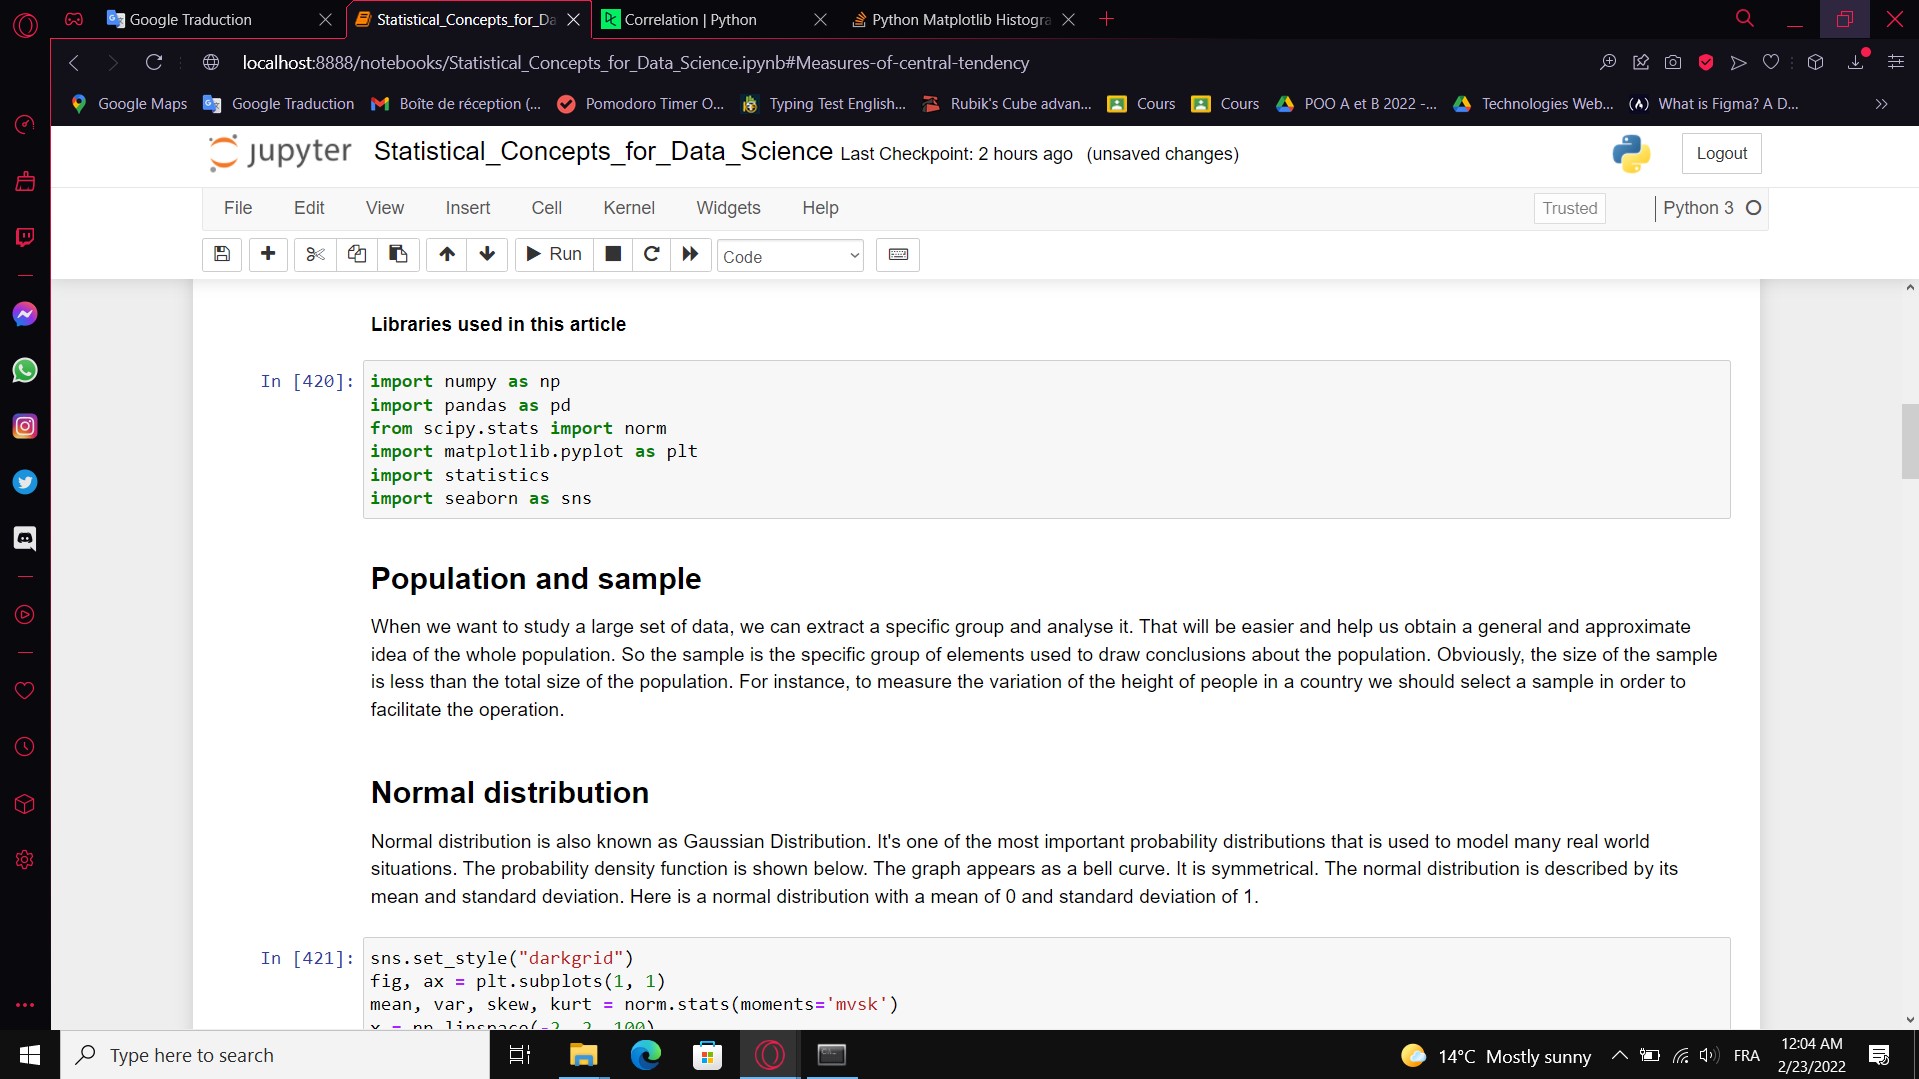 Google Traduction
Statistical_Concepts_for_Da
Correlation | Python
Python Matplotlib Histogra
localhost:8888/notebooks/Statistical_Concepts_for_Data_Science.ipynb#Measures-of-central-tendency
Google Maps
Google Traduction
Boîte de réception (...
Pomodoro Timer O...
Typing Test English...
Rubik's Cube advan...
Cours
Cours
POO A et B 2022 -...
Technologies Web...
What is Figma? A D...
jupyter Statistical_Concepts_for_Data_Science Last Checkpoint: 2 hours ago (unsaved changes)
Logout
File Edit View Insert Cell Kernel Widgets Help
Trusted
Python 3
Run
Code
Libraries used in this article
In [420]:
import numpy as np
import pandas as pd
from scipy.stats import norm
import matplotlib.pyplot as plt
import statistics
import seaborn as sns
Population and sample
When we want to study a large set of data, we can extract a specific group and analyse it. That will be easier and help us obtain a general and approximate
idea of the whole population. So the sample is the specific group of elements used to draw conclusions about the population. Obviously, the size of the sample
is less than the total size of the population. For instance, to measure the variation of the height of people in a country we should select a sample in order to
facilitate the operation.
Normal distribution
Normal distribution is also known as Gaussian Distribution. It's one of the most important probability distributions that is used to model many real world
situations. The probability density function is shown below. The graph appears as a bell curve. It is symmetrical. The normal distribution is described by its
mean and standard deviation. Here is a normal distribution with a mean of 0 and standard deviation of 1.
In [421]:
sns.set_style("darkgrid")
fig, ax = plt.subplots(1, 1)
mean, var, skew, kurt = norm.stats(moments='mvsk')
x = np.linspace(-2, 2, 100)
Type here to search
14°C Mostly sunny
FRA
12:04 AM
2/23/2022